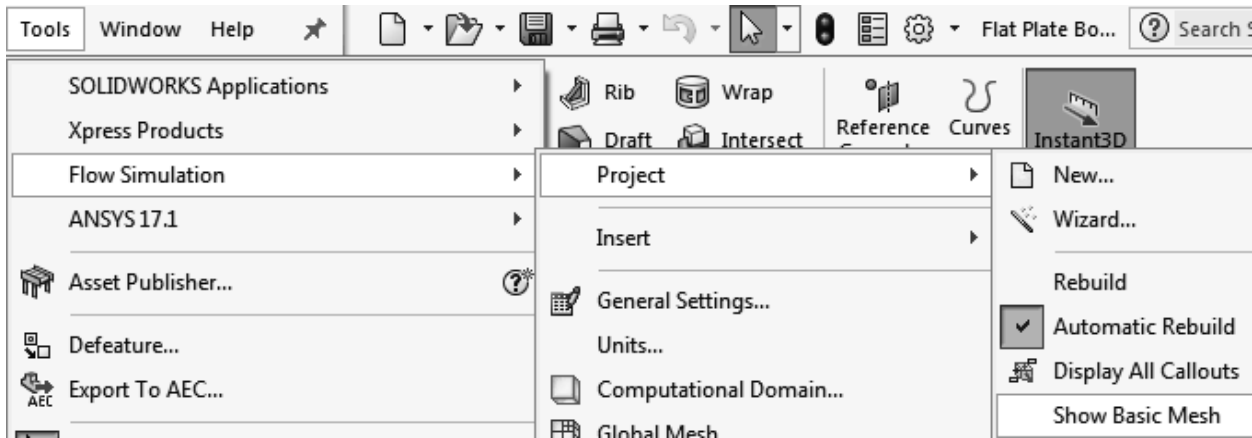 Tools Window Help Flat Plate Bo... Search S
SOLIDWORKS Applications
Xpress Products
Flow Simulation
ANSYS 17.1
Asset Publisher...
Defeature...
Export To AEC...
AEC
Rib Wrap
Draft Intersect
Reference Curves Instant3D
Project
Insert
General Settings...
Units...
Computational Domain...
Global Mesh
New...
Wizard...
Rebuild
Automatic Rebuild
Display All Callouts
Show Basic Mesh